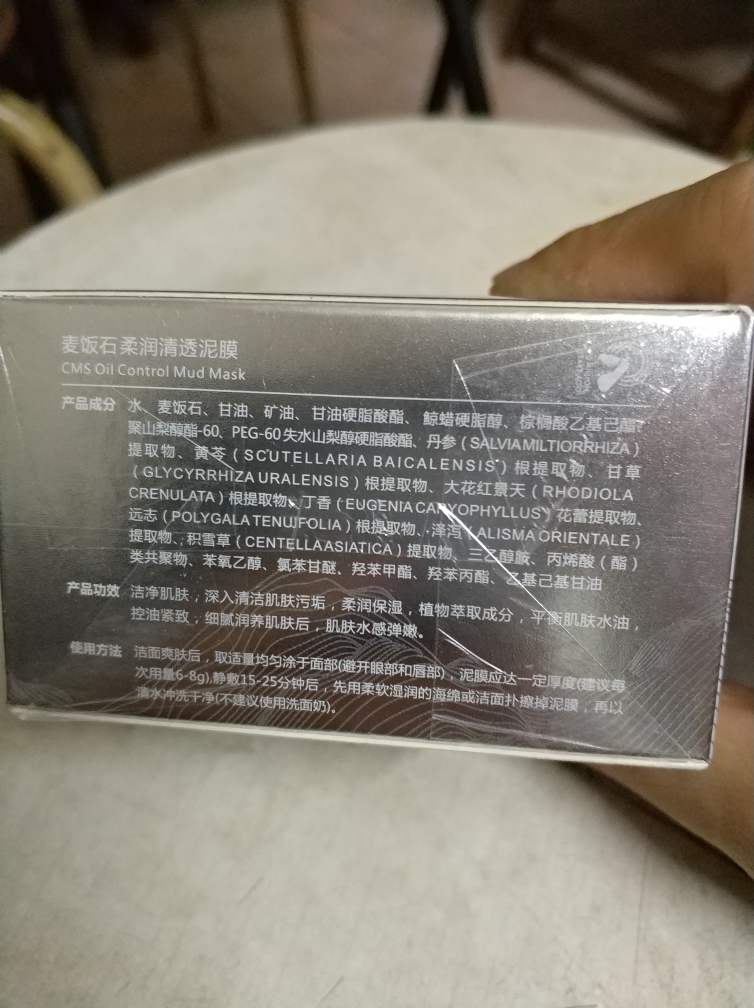 麦饭石柔润清透泥膜
CMS Oil Control Mud Mask
产品成分 水、麦饭石、甘油、矿油、甘油硬脂酸酯、鲸蜡硬脂醇、棕榈酸乙基己酯、
聚山梨醇酯-60、PEG-60失水山梨醇硬脂酸酯、丹参(SALVIA MILTIORRHIZA)
提取物、黄芩(SCUTELLARIA BAICALENSIS)根提取物、甘草
(GLYCYRRHIZA URALENSIS)根提取物、大花红景天(RHODIOLA
CRENULATA)根提取物、丁香(EUGENIA CARYOPHYLLUS)花蕾提取物、
远志(POLYGALA TENUIFOLIA)根提取物、泽泻(ALISMA ORIENTALE)
提取物、积雪草(CENTELLA ASIATICA)提取物、三乙醇胺、丙烯酸(酯)
类共聚物、苯氧乙醇、氯苯甘醚、羟苯甲酯、羟苯丙酯、乙基己基甘油
产品功效 洁净肌肤，深入清洁肌肤污垢，柔润保湿，植物萃取成分，平衡肌肤水油，
控油紧致，细腻润养肌肤后，肌肤水感弹嫩。
使用方法 洁面爽肤后，取适量均匀涂于面部(避开眼部和唇部)，泥膜应达一定厚度(建议每
次用量6-8g),静敷15-25分钟后，先用柔软湿润的海绵或洁面扑擦掉泥膜，再以
清水冲洗干净(不建议使用洗面奶)。